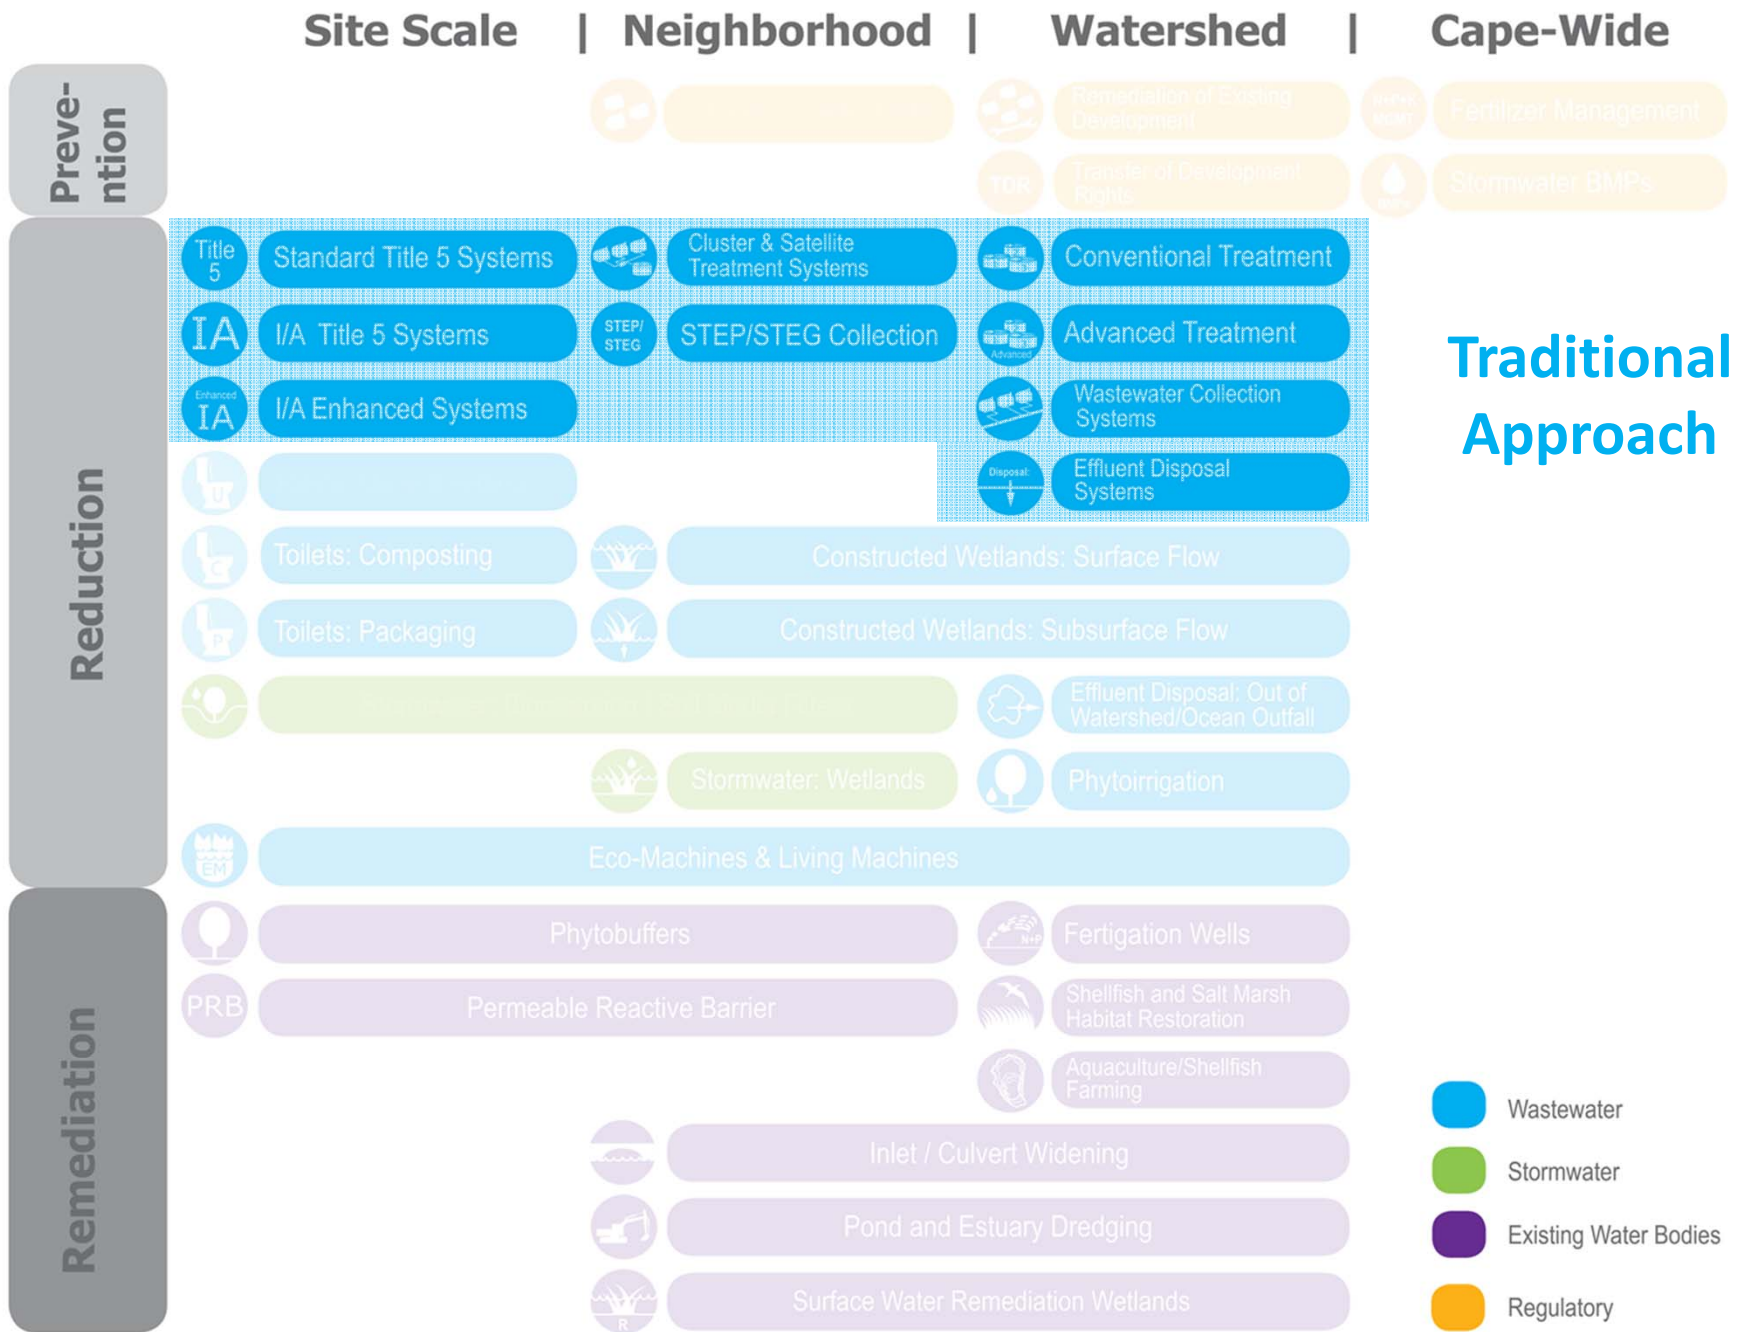 Site Scale | Neighborhood | Watershed | Cape-Wide
Preve-
ntion
Remediation of Existing
Development
Fertilizer Management
TDR
Transfer of Development
Rights
Stormwater BMPs
Reduction
Title
5
Standard Title 5 Systems
Cluster & Satellite
Treatment Systems
Conventional Treatment
IA
I/A Title 5 Systems
STEP/
STEG
STEP/STEG Collection
Advanced
Advanced Treatment
Enhanced
IA
I/A Enhanced Systems
Wastewater Collection
Systems
Disposal:
Effluent Disposal
Systems
Traditional
Approach
U
C
Toilets: Composting
Constructed Wetlands: Surface Flow
P
Toilets: Packaging
Constructed Wetlands: Subsurface Flow
Effluent Disposal: Out of
Watershed/Ocean Outfall
Stormwater: Wetlands
Phytoirrigation
EM
Eco-Machines & Living Machines
Remediation
Phytobuffers
N+P
Fertigation Wells
PRB
Permeable Reactive Barrier
Shellfish and Salt Marsh
Habitat Restoration
Aquaculture/Shellfish
Farming
Inlet / Culvert Widening
Pond and Estuary Dredging
R
Surface Water Remediation Wetlands
Wastewater
Stormwater
Existing Water Bodies
Regulatory